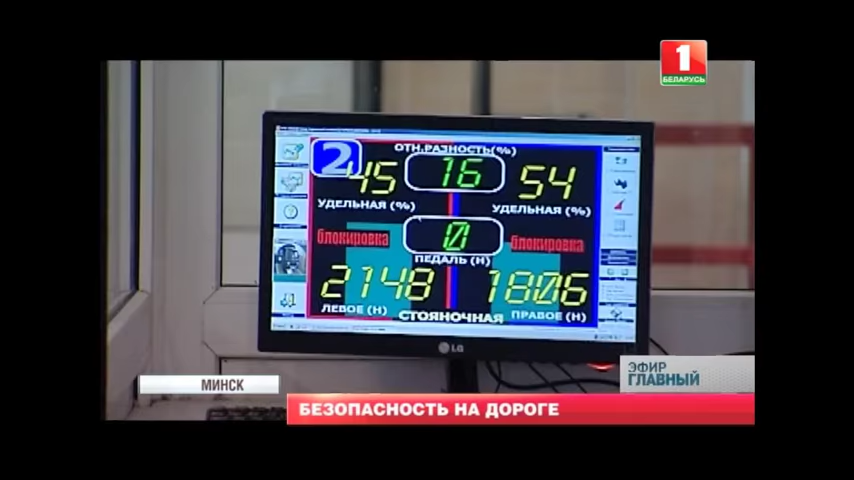 1
БЕЛАРУСЬ
2
ОТН.РАЗНОСТЬ(%)
45
16
54
УДЕЛЬНАЯ (%)
УДЕЛЬНАЯ (%)
блокировка
0
блокировка
ПЕДАЛЬ (Н)
2148
1806
ЛЕВОЕ (Н)
СТОЯНОЧНАЯ
ПРАВОЕ (Н)
LG
ЭФИР
ГЛАВНЫЙ
МИНСК
БЕЗОПАСНОСТЬ НА ДОРОГЕ